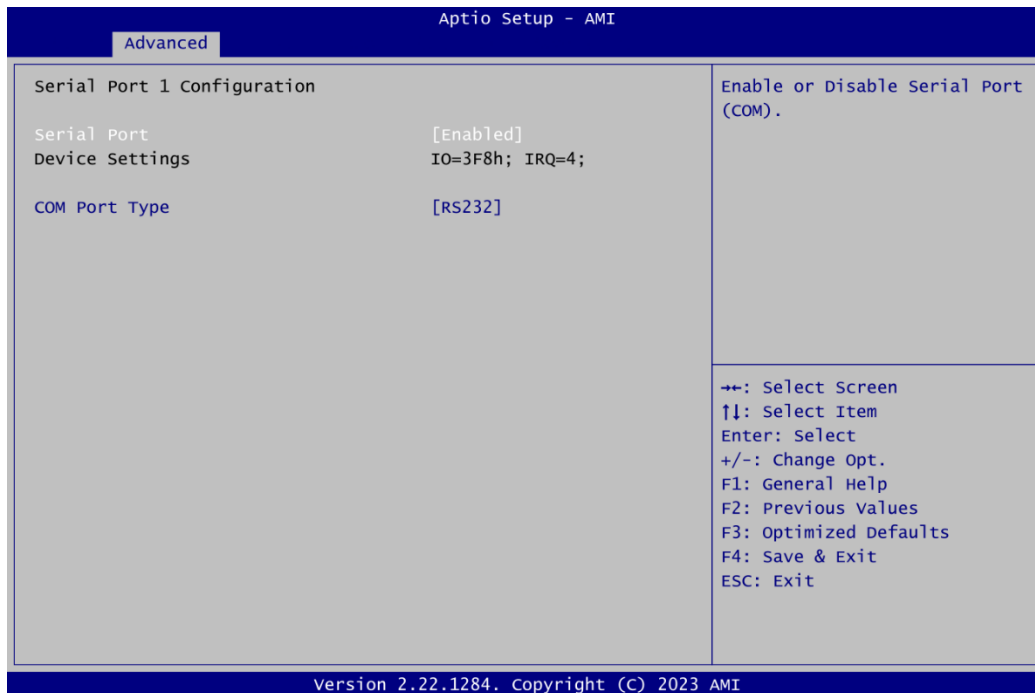 Aptio Setup - AMI
Advanced
Serial Port 1 Configuration
Serial Port [Enabled]
Device Settings IO=3F8h; IRQ=4;
COM Port Type [RS232]
Enable or Disable Serial Port
(COM).
→←: Select Screen
↑↓: Select Item
Enter: Select
+/-: Change Opt.
F1: General Help
F2: Previous Values
F3: Optimized Defaults
F4: Save & Exit
ESC: Exit
Version 2.22.1284. Copyright (C) 2023 AMI